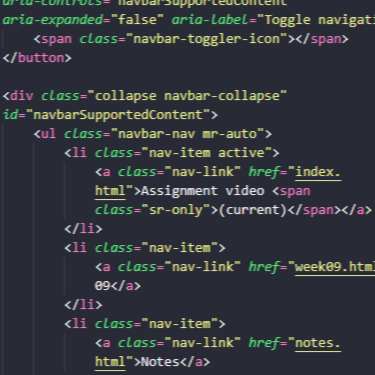 aria-controls="navbarSupportedContent"
aria-expanded="false" aria-label="Toggle navigati
<span class="navbar-toggler-icon"></span>
</button>
<div class="collapse navbar-collapse"
id="navbarSupportedContent">
<ul class="navbar-nav mr-auto">
<li class="nav-item active">
<a class="nav-link" href="index.
html">Assignment video <span
class="sr-only">(current)</span></a>
</li>
<li class="nav-item">
<a class="nav-link" href="week09.html
09</a>
</li>
<li class="nav-item">
<a class="nav-link" href="notes.
html">Notes</a>